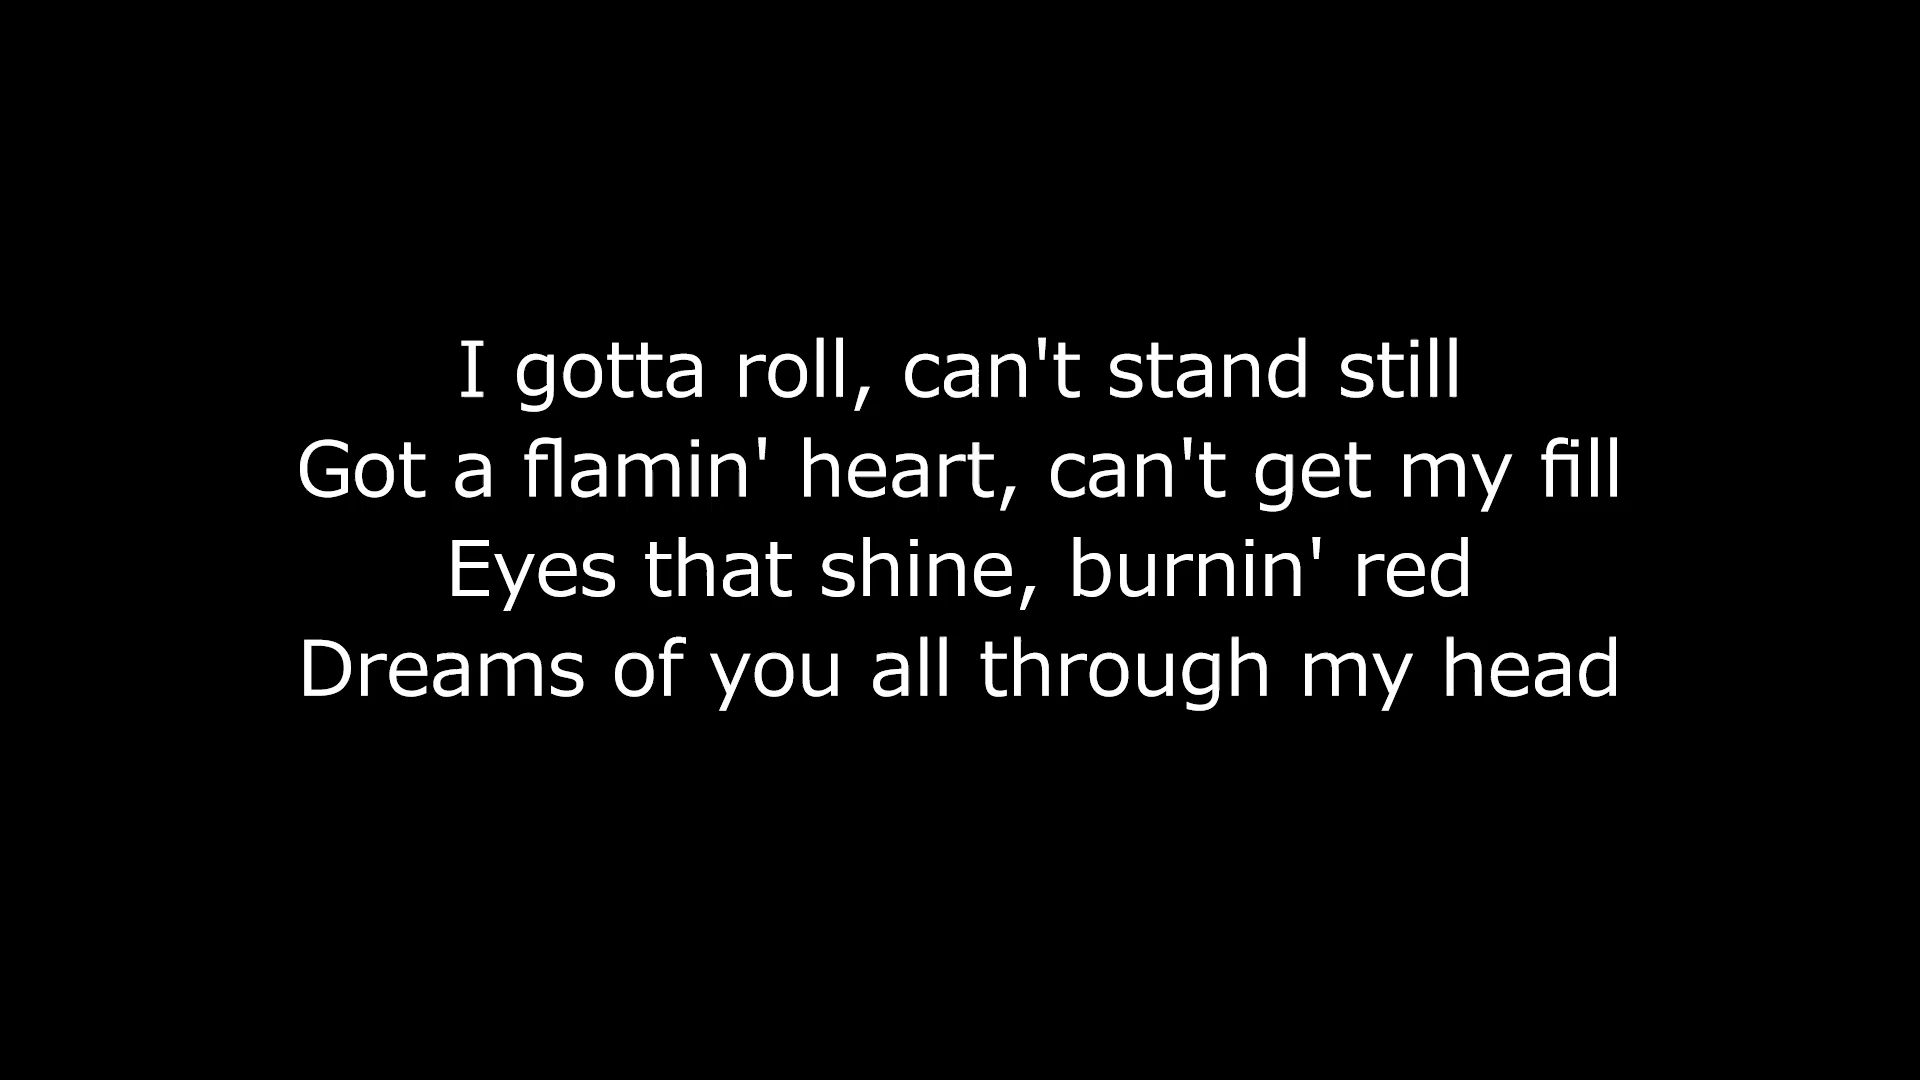 I gotta roll, can't stand still
Got a flamin' heart, can't get my fill
Eyes that shine, burnin' red
Dreams of you all through my head